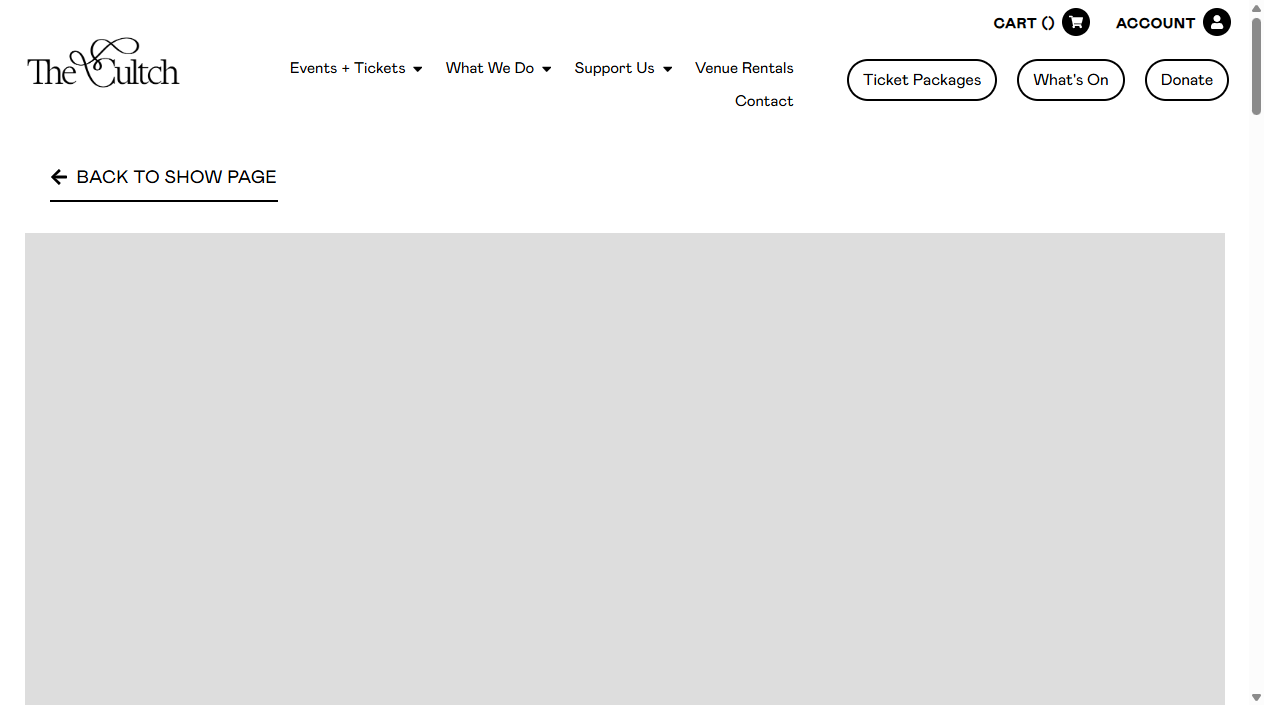 CART ()
ACCOUNT
The Cultch
Events + Tickets
What We Do
Support Us
Venue Rentals
Contact
Ticket Packages
What's On
Donate
BACK TO SHOW PAGE